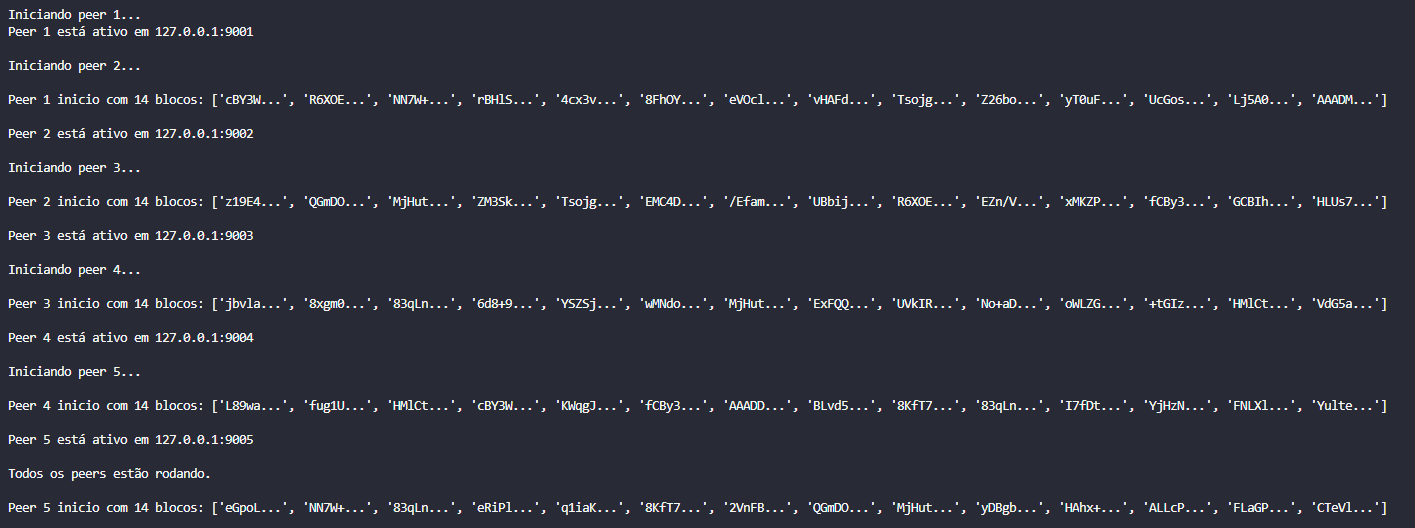 Iniciando peer 1...
Peer 1 está ativo em 127.0.0.1:9001
Iniciando peer 2...
Peer 1 inicio com 14 blocos: ['cBY3W...', 'R6XOE...', 'NN7W+...', 'rBHlS...', '4cx3v...', '8FhOY...', 'eVOcl...', 'vHAFd...', 'Tsojg...', 'Z26bo...', 'yT0uF...', 'UcGos...', 'Lj5A0...', 'AAADM...']
Peer 2 está ativo em 127.0.0.1:9002
Iniciando peer 3...
Peer 2 inicio com 14 blocos: ['z19E4...', 'QGmDO...', 'MjHut...', 'ZM3Sk...', 'Tsojg...', 'EMC4D...', '/Efam...', 'UBbij...', 'R6XOE...', 'EZn/V...', 'xMKZP...', 'fCBy3...', 'GCBIh...', 'HLUs7...']
Peer 3 está ativo em 127.0.0.1:9003
Iniciando peer 4...
Peer 3 inicio com 14 blocos: ['jbvla...', '8xgm0...', '83qLn...', '6d8+9...', 'YSZSj...', 'wMNdo...', 'MjHut...', 'ExFQQ...', 'UVkIR...', 'No+aD...', 'oWLZG...', '+tGIz...', 'HMlCt...', 'VdG5a...']
Peer 4 está ativo em 127.0.0.1:9004
Iniciando peer 5...
Peer 4 inicio com 14 blocos: ['L89wa...', 'fug1U...', 'HMlCt...', 'cBY3W...', 'KWqgJ...', 'fCBy3...', 'AAADD...', 'BLvd5...', '8KfT7...', '83qLn...', 'I7fDt...', 'YjHzN...', 'FNLXl...', 'Yulte...']
Peer 5 está ativo em 127.0.0.1:9005
Todos os peers estão rodando.
Peer 5 inicio com 14 blocos: ['eGpoL...', 'NN7W+...', '83qLn...', 'eRiPl...', 'q1iaK...', '8KfT7...', '2VnFB...', 'QGmDO...', 'MjHut...', 'yDBgb...', 'HAhx+...', 'ALLcP...', 'FLaGP...', 'CTeVl...']